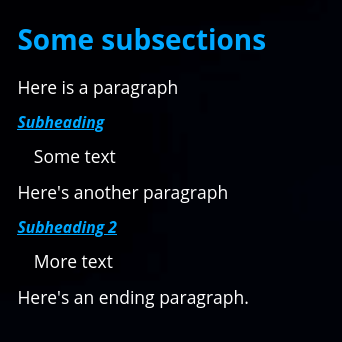 Some subsections
Here is a paragraph
Subheading
Some text
Here's another paragraph
Subheading 2
More text
Here's an ending paragraph.